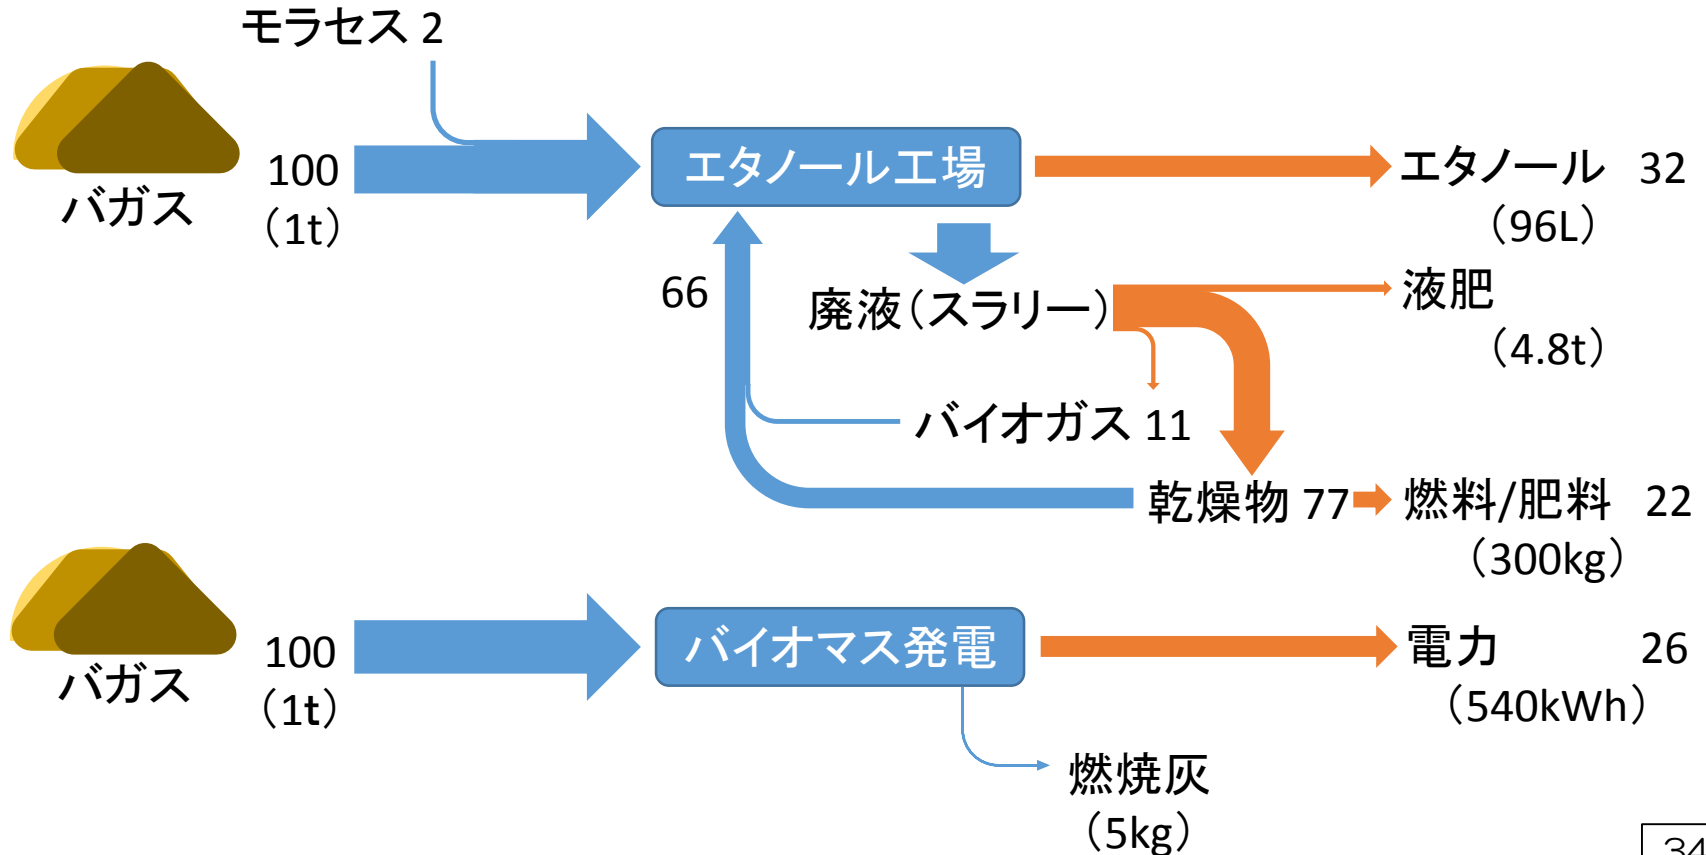 モラセス 2
バガス
100
（1t）
エタノール工場
エタノール 32
（96L）
66
廃液（スラリー）
液肥
（4.8t）
バイオガス 11
乾燥物 77
燃料/肥料 22
（300kg）
バガス
100
（1t）
バイオマス発電
電力 26
（540kWh）
燃焼灰
（5kg）
34